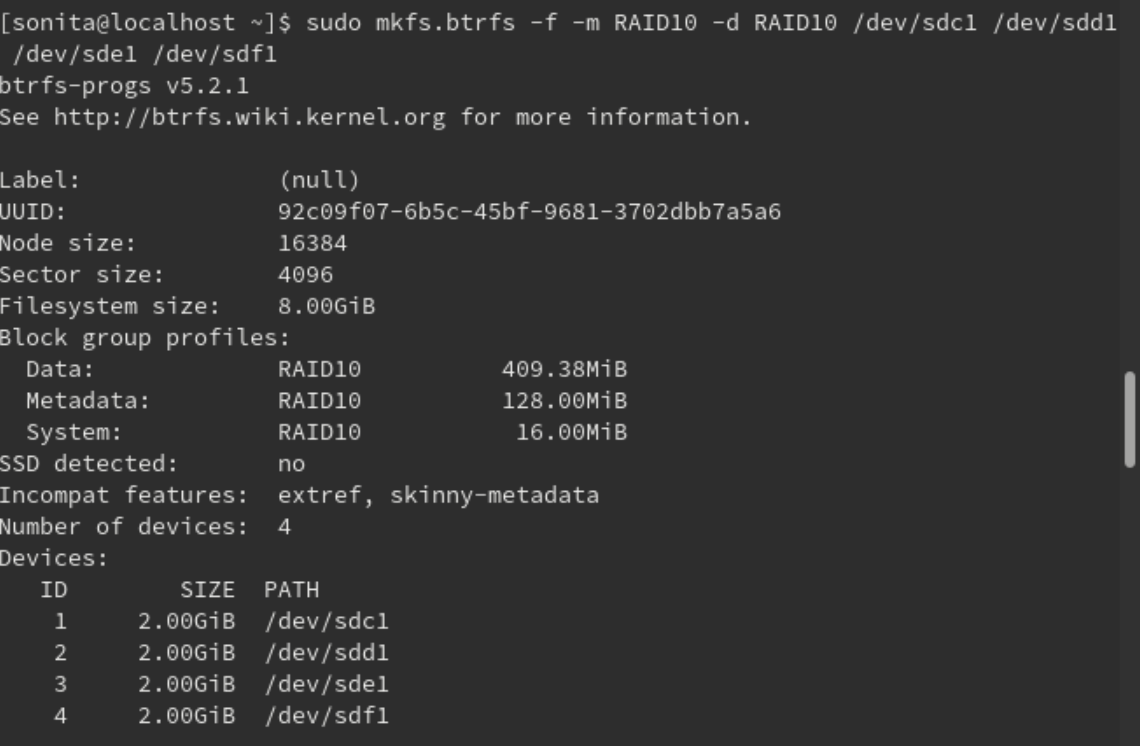 [sonita@localhost ~]$ sudo mkfs.btrfs -f -m RAID10 -d RAID10 /dev/sdc1 /dev/sdd1
/dev/sde1 /dev/sdf1
btrfs-progs v5.2.1
See http://btrfs.wiki.kernel.org for more information.

Label:              (null)
UUID:               92c09f07-6b5c-45bf-9681-3702dbb7a5a6
Node size:          16384
Sector size:        4096
Filesystem size:    8.00GiB
Block group profiles:
  Data:             RAID10          409.38MiB
  Metadata:         RAID10          128.00MiB
  System:           RAID10           16.00MiB
SSD detected:       no
Incompat features:  extref, skinny-metadata
Number of devices:  4
Devices:
   ID        SIZE  PATH
    1     2.00GiB  /dev/sdc1
    2     2.00GiB  /dev/sdd1
    3     2.00GiB  /dev/sde1
    4     2.00GiB  /dev/sdf1